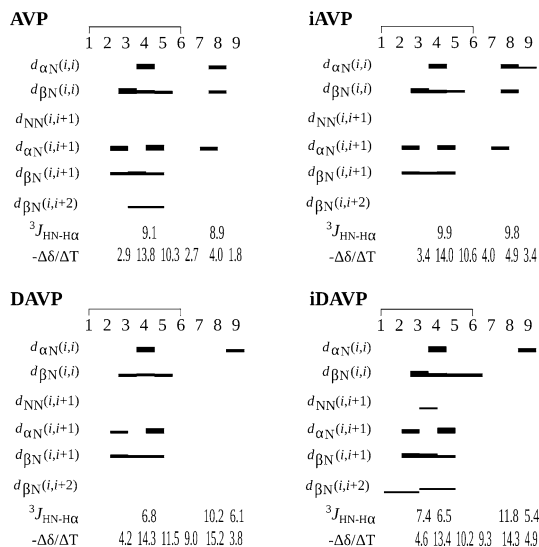 AVP
1 2 3 4 5 6 7 8 9
dαN(i,i)
dβN(i,i)
dNN(i,i+1)
dαN(i,i+1)
dβN(i,i+1)
dβN(i,i+2)
³JHN-Hα 9.1 8.9
-Δδ/ΔT 2.9 13.8 10.3 2.7 4.0 1.8
iAVP
1 2 3 4 5 6 7 8 9
dαN(i,i)
dβN(i,i)
dNN(i,i+1)
dαN(i,i+1)
dβN(i,i+1)
dβN(i,i+2)
³JHN-Hα 9.9 9.8
-Δδ/ΔT 3.4 14.0 10.6 4.0 4.9 3.4
DAVP
1 2 3 4 5 6 7 8 9
dαN(i,i)
dβN(i,i)
dNN(i,i+1)
dαN(i,i+1)
dβN(i,i+1)
dβN(i,i+2)
³JHN-Hα 6.8 10.2 6.1
-Δδ/ΔT 4.2 14.3 11.5 9.0 15.2 3.8
iDAVP
1 2 3 4 5 6 7 8 9
dαN(i,i)
dβN(i,i)
dNN(i,i+1)
dαN(i,i+1)
dβN(i,i+1)
dβN(i,i+2)
³JHN-Hα 7.4 6.5 11.8 5.4
-Δδ/ΔT 4.6 13.4 10.2 9.3 14.3 4.9